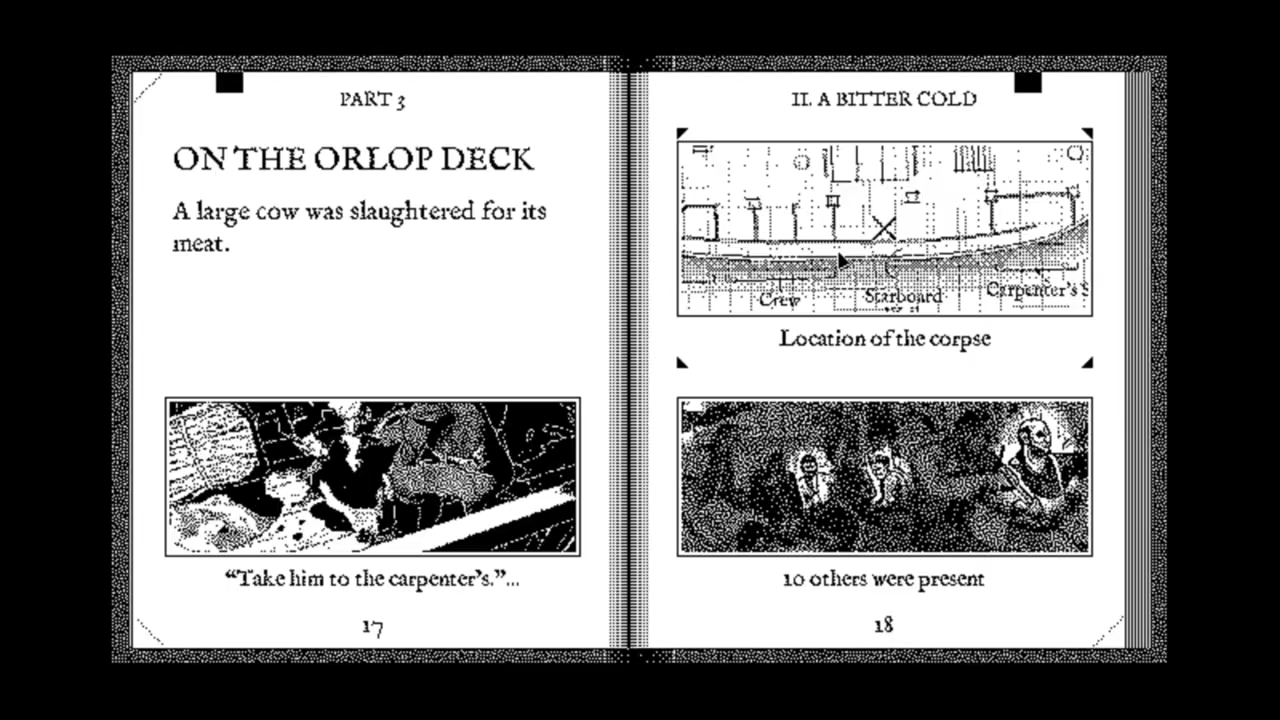 PART 3
ON THE ORLOP DECK
A large cow was slaughtered for its
meat.
“Take him to the carpenter’s.”...
17
II. A BITTER COLD
Crew
Starboard
Carpenter's S
Location of the corpse
10 others were present
18